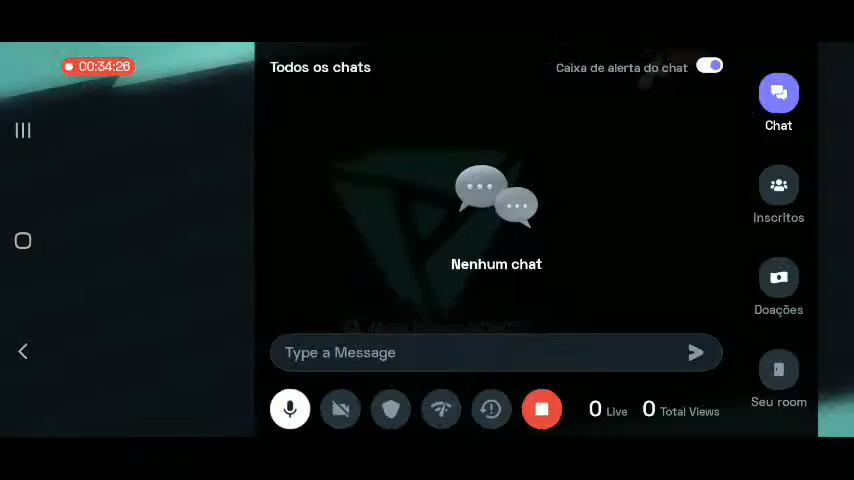 00:34:26
Todos os chats
Caixa de alerta do chat
Chat
Inscritos
Nenhum chat
Doações
Type a Message
Seu room
0 Live 0 Total Views